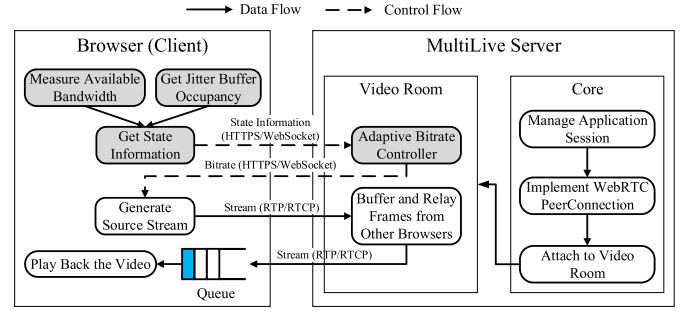 Data Flow
Control Flow
Browser (Client)
MultiLive Server
Measure Available
Bandwidth
Get Jitter Buffer
Occupancy
Get State
Information
State Information
(HTTPS/WebSocket)
Bitrate (HTTPS/WebSocket)
Generate
Source Stream
Stream (RTP/RTCP)
Stream (RTP/RTCP)
Play Back the Video
Queue
Video Room
Adaptive Bitrate
Controller
Buffer and Relay
Frames from
Other Browsers
Core
Manage Application
Session
Implement WebRTC
PeerConnection
Attach to Video
Room